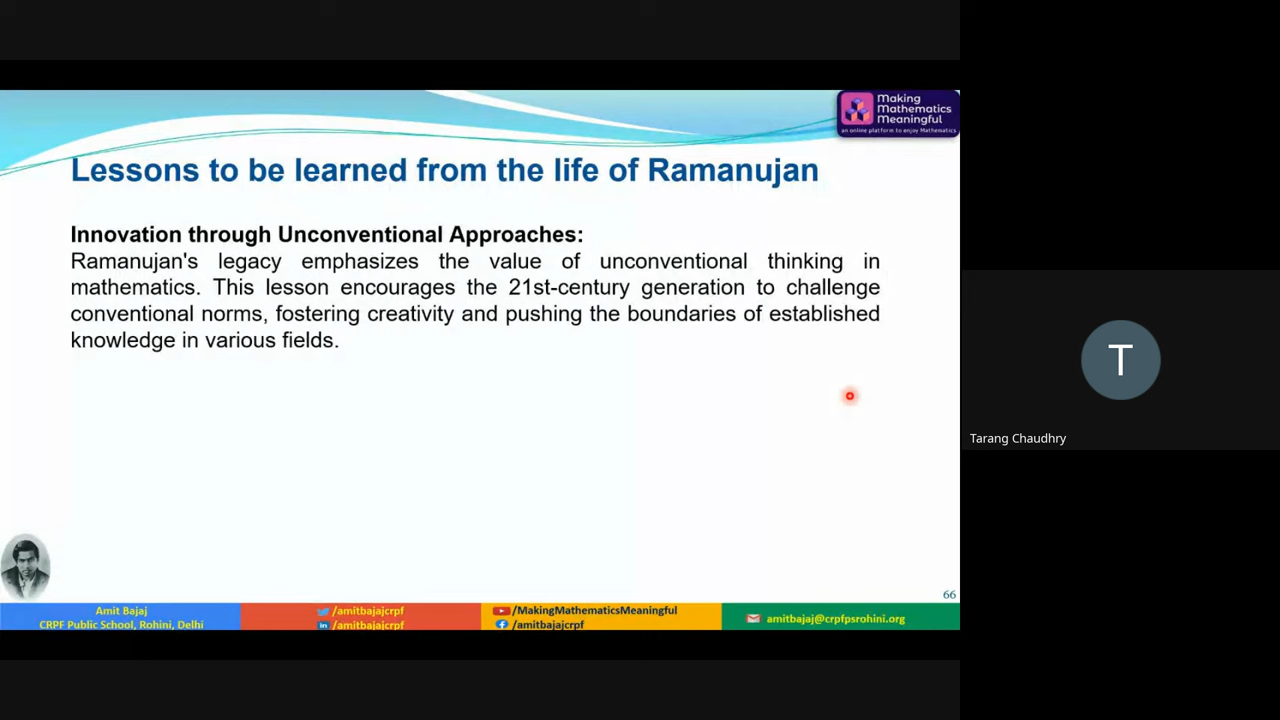 Making
Mathematics
Meaningful
an online platform to enjoy Mathematics
Lessons to be learned from the life of Ramanujan
Innovation through Unconventional Approaches:
Ramanujan's legacy emphasizes the value of unconventional thinking in
mathematics. This lesson encourages the 21st-century generation to challenge
conventional norms, fostering creativity and pushing the boundaries of established
knowledge in various fields.
T
Tarang Chaudhry
66
Amit Bajaj
CRPF Public School, Rohini, Delhi
/amitbajajcrpf
/amitbajajcrpf
/MakingMathematicsMeaningful
/amitbajajcrpf
amitbajaj@crpfpsrohini.org